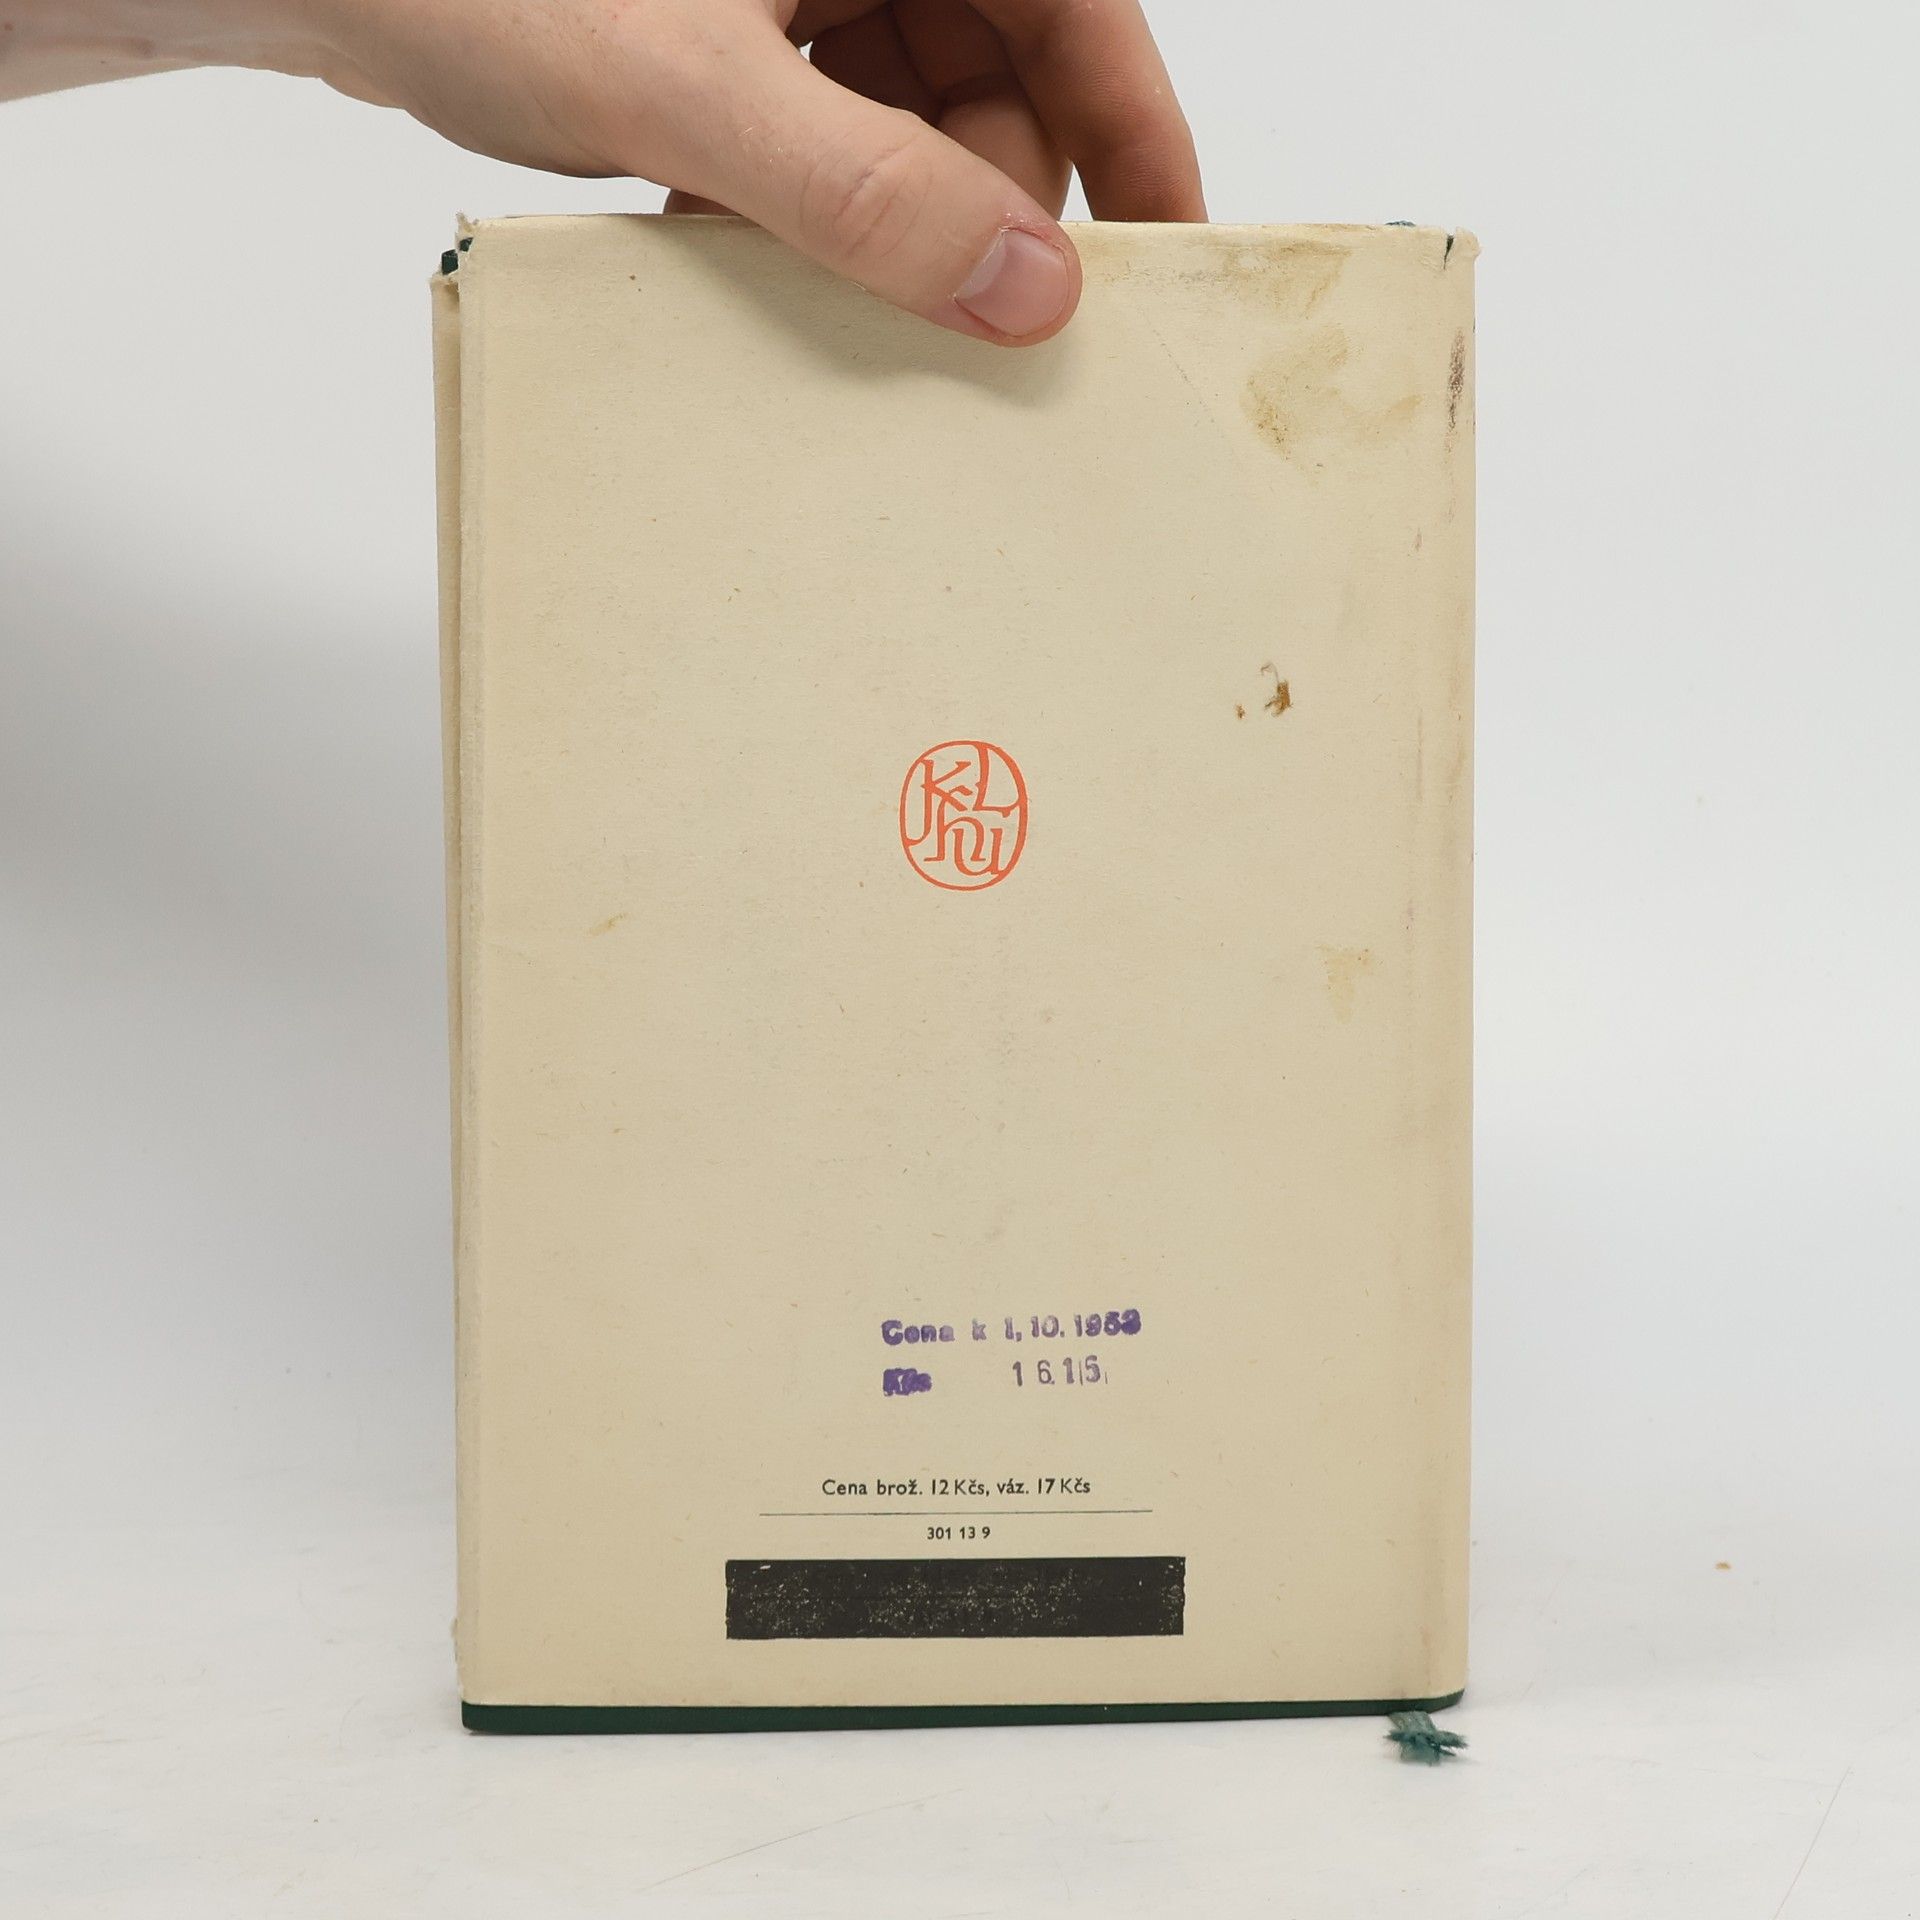 Cena k 1,10.1953
Kčs 16.15
Cena brož. 12 Kčs, váz. 17 Kčs
301 13 9